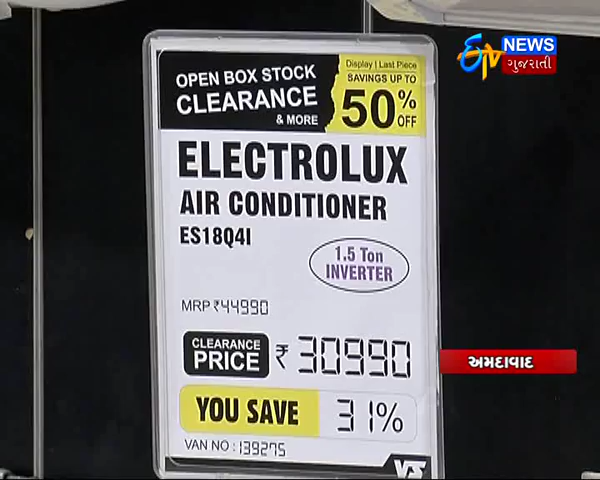 OPEN BOX STOCK
CLEARANCE
& MORE
Display | Last Piece
SAVINGS UP TO
50% OFF
ELECTROLUX
AIR CONDITIONER
ES18Q4I
1.5 Ton
INVERTER
MRP ₹44990
CLEARANCE
PRICE
₹ 30990
YOU SAVE 31%
VAN NO : 139275
VS
ETV NEWS
ગુજરાતી
અમદાવાદ